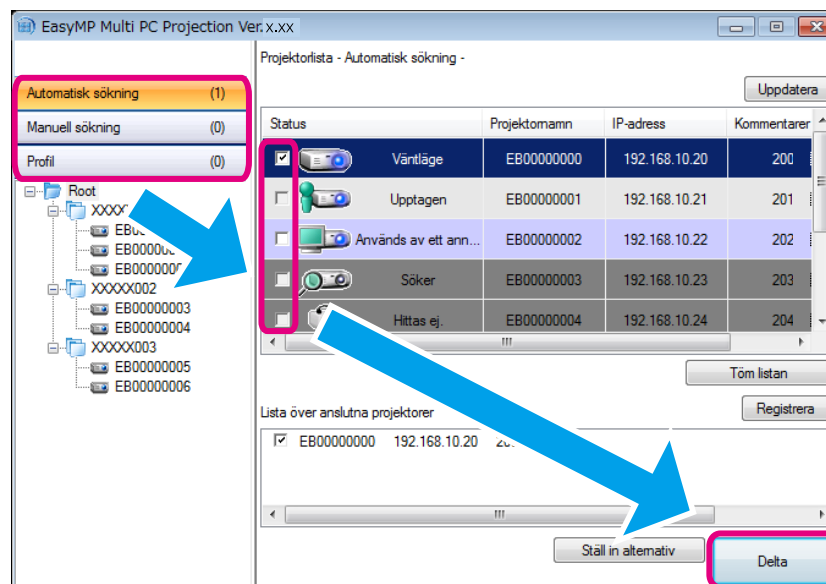 EasyMP Multi PC Projection Ver.x.xx
Projektorlista - Automatisk sökning -
Automatisk sökning (1)
Manuell sökning (0)
Profil (0)
Root
XXXXX002
EB00000003
EB00000004
XXXXX003
EB00000005
EB00000006
Uppdatera
Status Projektornamn IP-adress Kommentarer
Väntläge EB00000000 192.168.10.20 200
Upptagen EB00000001 192.168.10.21 201
Används av ett ann... EB00000002 192.168.10.22 202
Söker EB00000003 192.168.10.23 203
Hittas ej. EB00000004 192.168.10.24 204
Töm listan
Lista över anslutna projektorer
Registrera
EB00000000 192.168.10.20
Ställ in alternativ
Delta